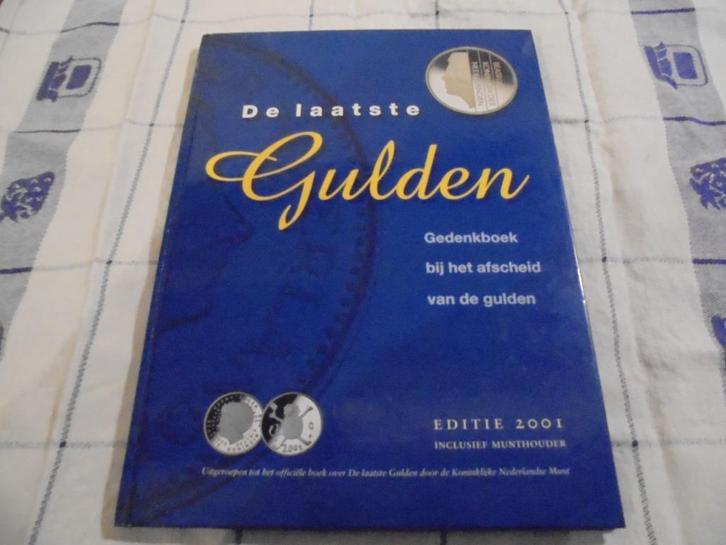 De laatste
Gulden
Gedenkboek
bij het afscheid
van de gulden
EDITIE 2001
INCLUSIEF MUNTHOUDER
Uitgeroepen tot het officiële boek over De laatste Gulden door de Koninklijke Nederlandse Munt
2001